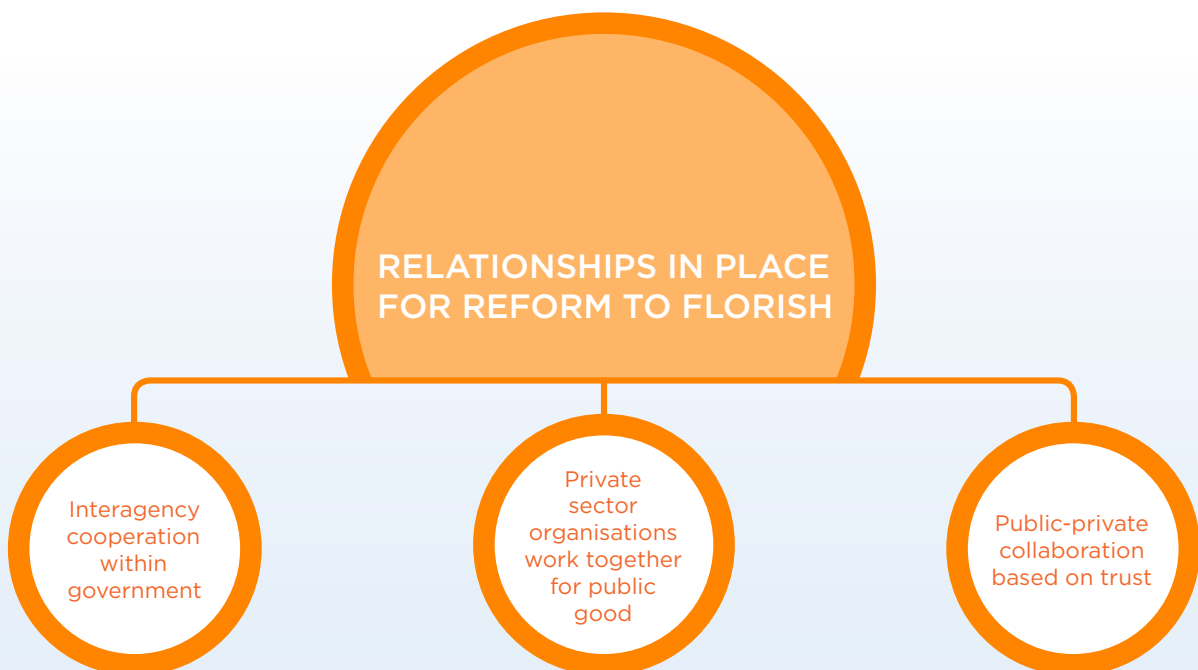 RELATIONSHIPS IN PLACE
FOR REFORM TO FLORISH
Interagency
cooperation
within
government
Private
sector
organisations
work together
for public
good
Public-private
collaboration
based on trust